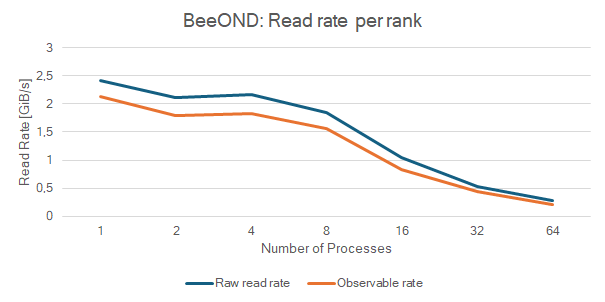 BeeOND: Read rate per rank
Read Rate [GiB/s]
3
2,5
2
1,5
1
0,5
0
1 2 4 8 16 32 64
Number of Processes
Raw read rate Observable rate